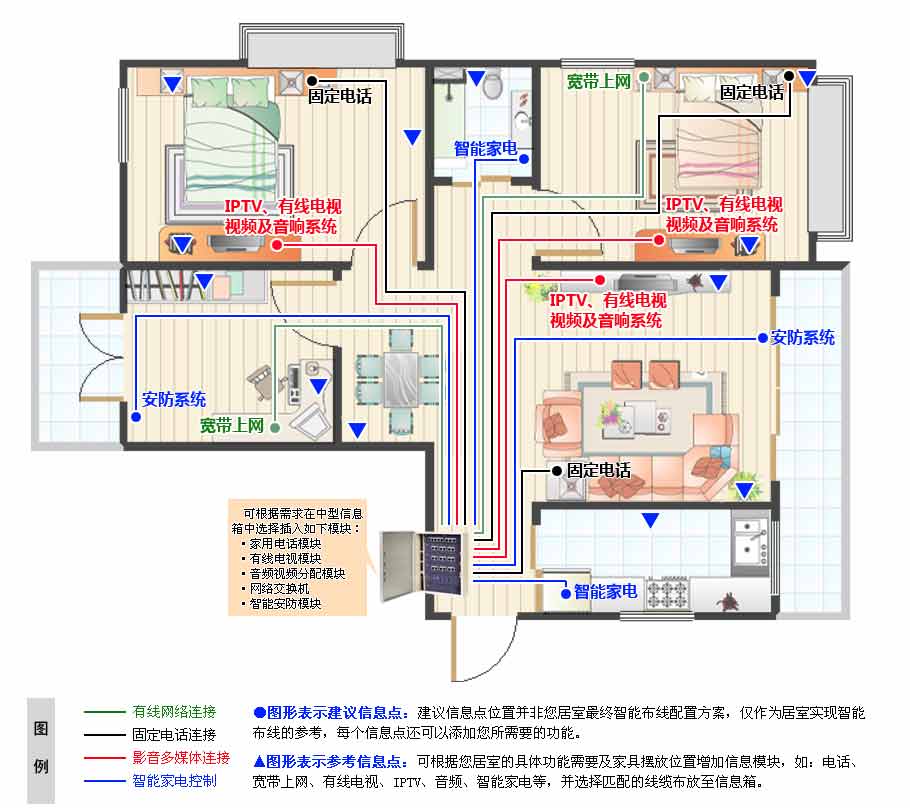 宽带上网
固定电话
固定电话
智能家电
IPTV、有线电视
视频及音响系统
IPTV、有线电视
视频及音响系统
IPTV、有线电视
视频及音响系统
安防系统
安防系统
宽带上网
固定电话
智能家电
可根据需求在中型信息
箱中选择插入如下模块：
•家用电话模块
•有线电视模块
•音频视频分配模块
•网络交换机
•智能安防模块
图例
有线网络连接
固定电话连接
影音多媒体连接
智能家电控制
●图形表示建议信息点：建议信息点位置并非您居室最终智能布线配置方案，仅作为居室实现智能
布线的参考，每个信息点还可以添加您所需要的功能。
▲图形表示参考信息点：可根据您居室的具体功能需要及家具摆放位置增加信息模块，如：电话、
宽带上网、有线电视、IPTV、音频、智能家电等，并选择匹配的线缆布放至信息箱。